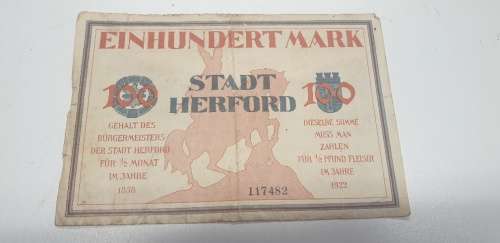 EINHUNDERT MARK
STADT
HERFORD
100
100
GEHALT DES
BÜRGERMEISTERS
DER STADT HERFORD
FÜR 1/2 MONAT
IM JAHRE
1838
DIESELBE SUMME
MUSS MAN
ZAHLEN
FÜR 1/2 PFUND FLEISCH
IM JAHRE
1922
117482